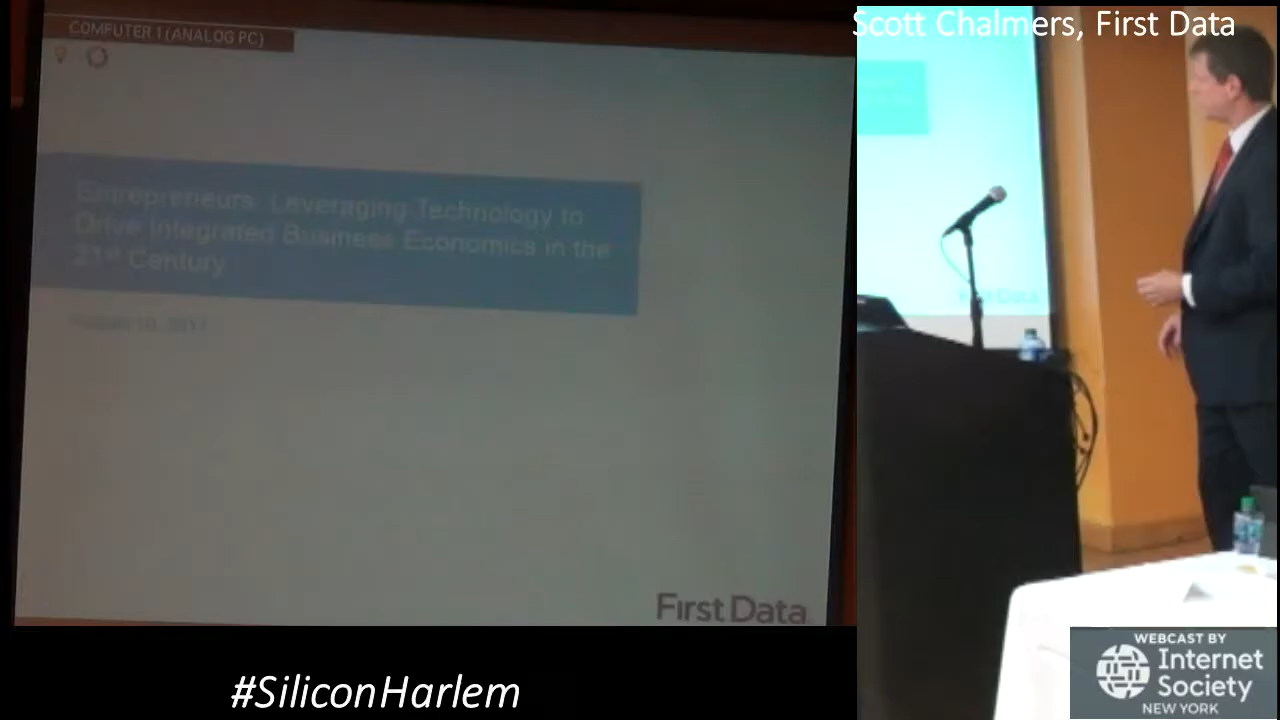 COMPUTER 1 (ANALOG PC)
Entrepreneurs: Leveraging Technology to
Drive Integrated Business Economics in the
21st Century
First Data
#SiliconHarlem
Scott Chalmers, First Data
First Data
WEBCAST BY
Internet
Society
NEW YORK